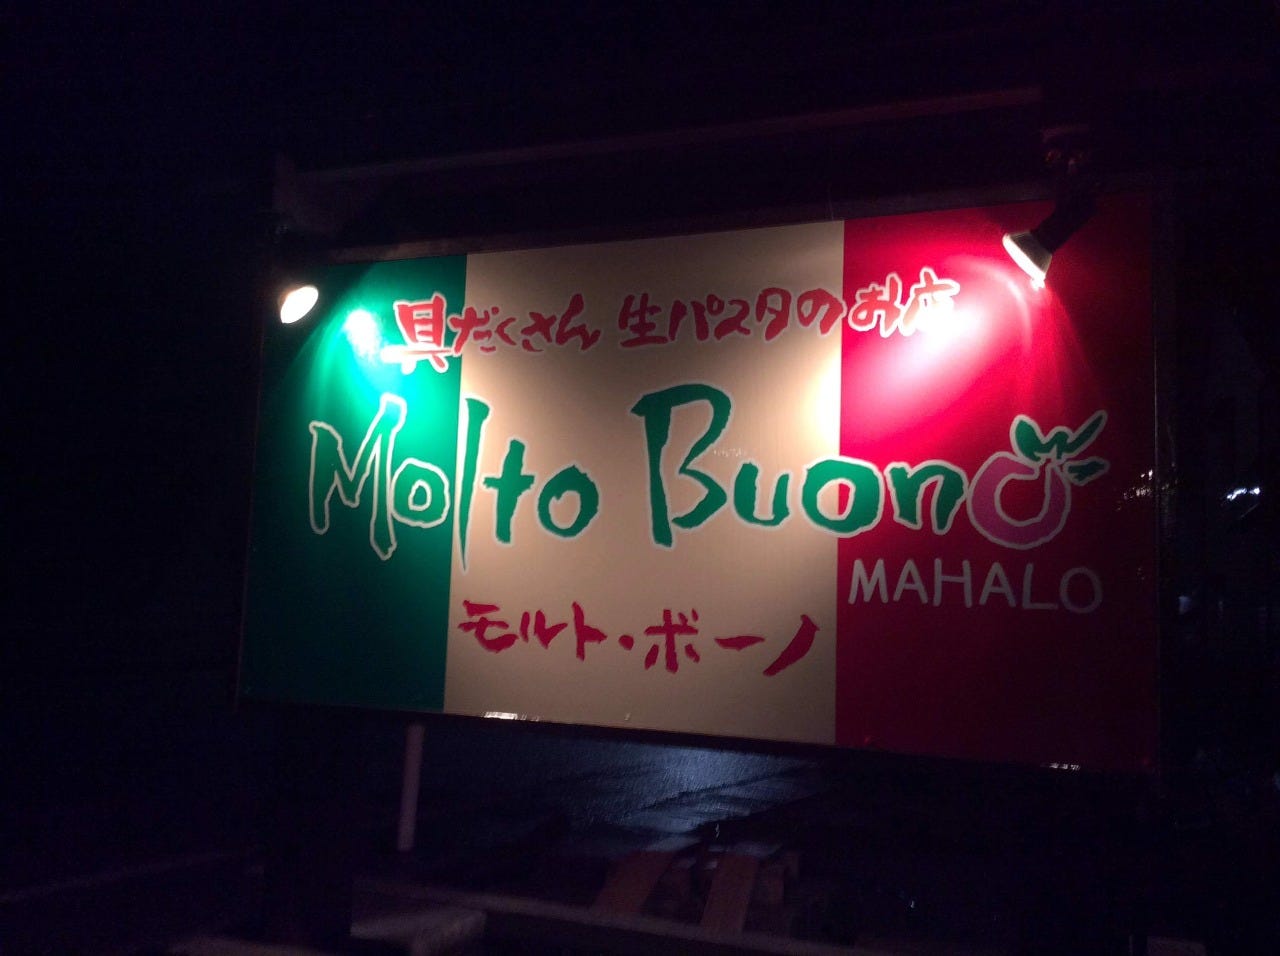 具だくさん 生パスタのお店
Molto Buono
MAHALO
モルト・ボーノ